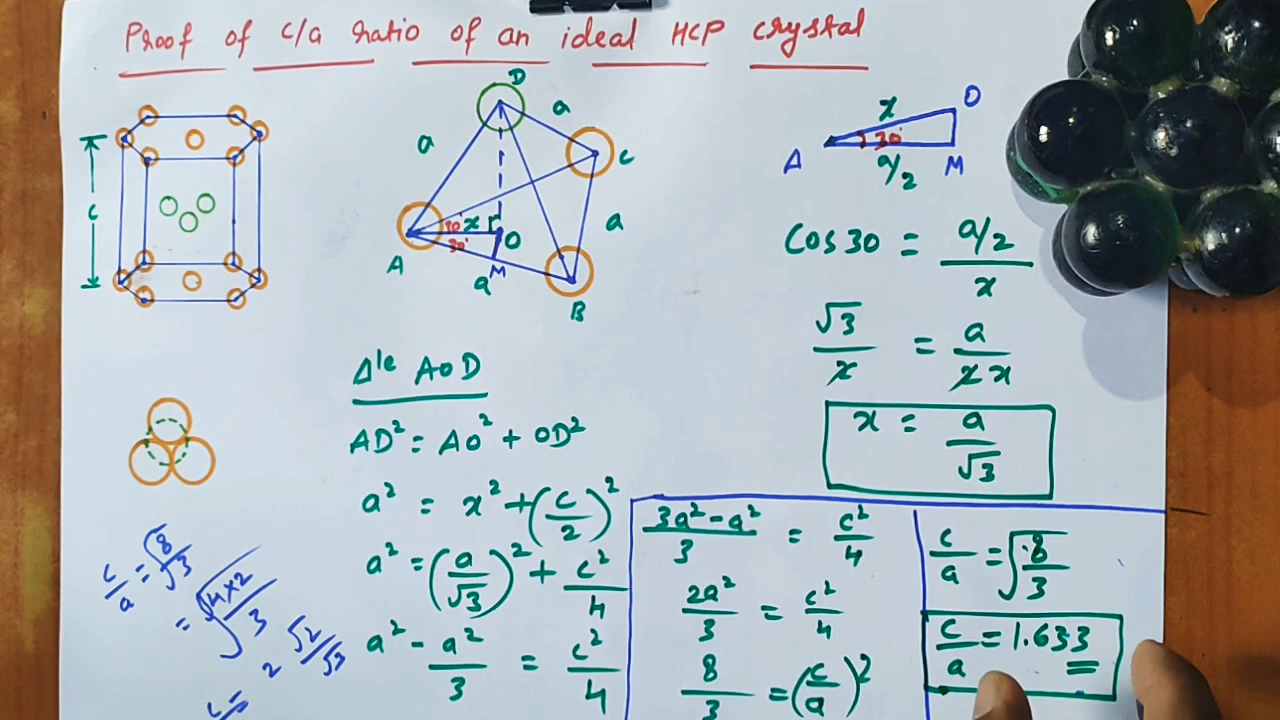 Proof of c/a ratio of an ideal HCP crystal
c
D
a
a
C
30°
x
r
30°
O
A
M
a
a
B
x
O
30°
A
a/2
M
Cos30 = a/2 / x
√3/2 = a/2x
x = a/√3
Δle AOD
AD² = AO² + OD²
a² = x² + (c/2)²
a² = (a/√3)² + c²/4
a² - a²/3 = c²/4
3a² - a²/3 = c²/4
2a²/3 = c²/4
8/3 = (c/a)²
c/a = √8/3
c/a = 1.633
c/a = √8/√3
= √4×2/3
2 √2/√3